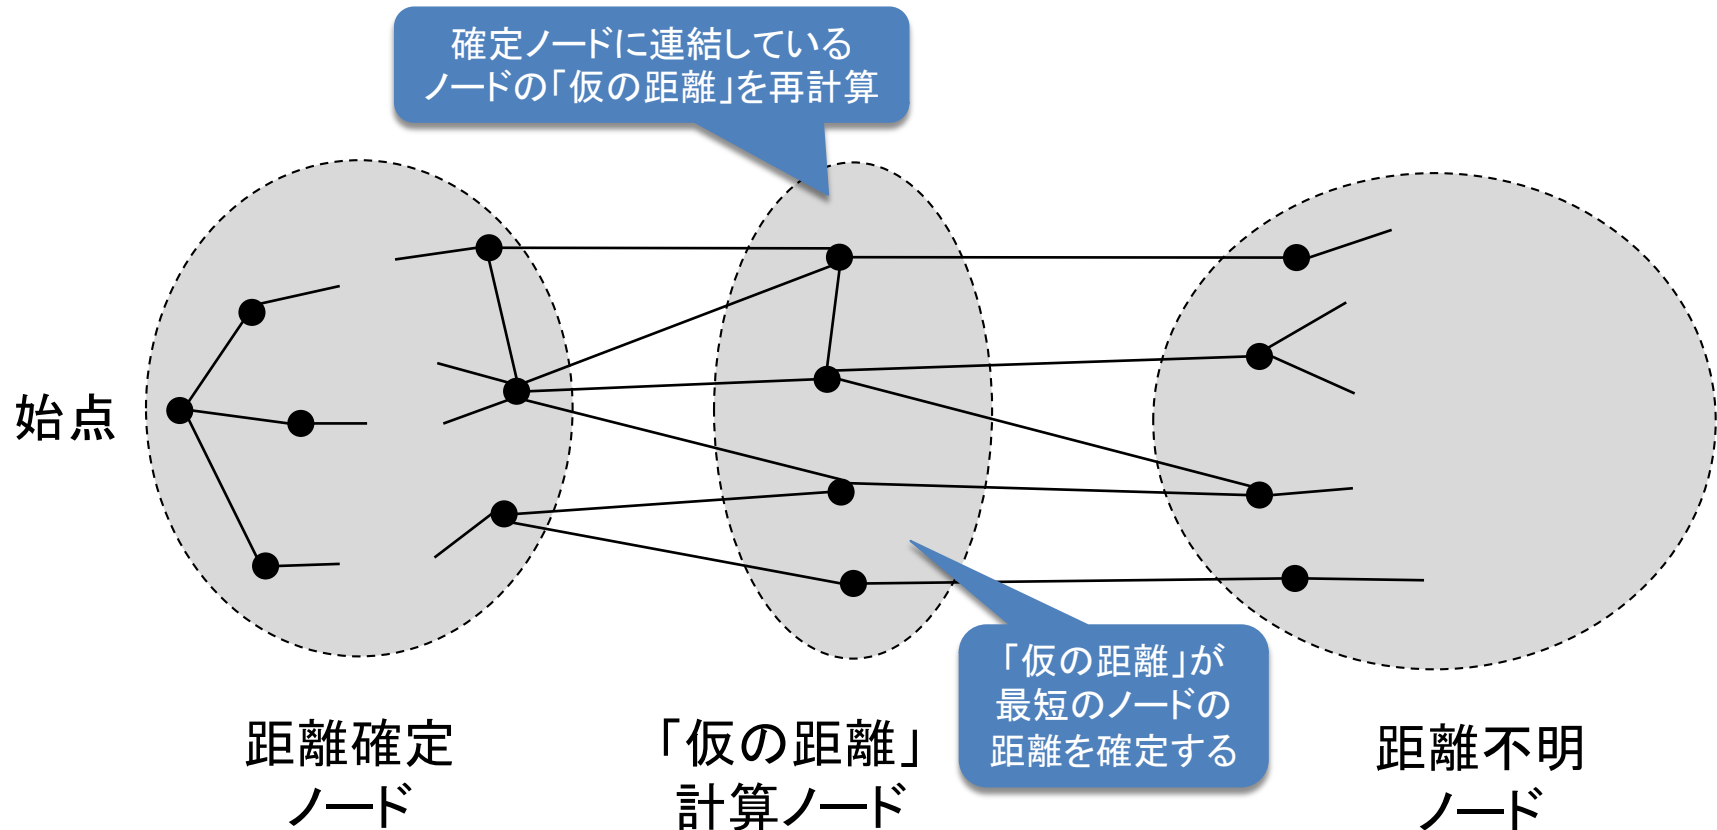 確定ノードに連結している
ノードの「仮の距離」を再計算
始点
「仮の距離」が
最短のノードの
距離を確定する
距離確定
ノード
「仮の距離」
計算ノード
距離不明
ノード